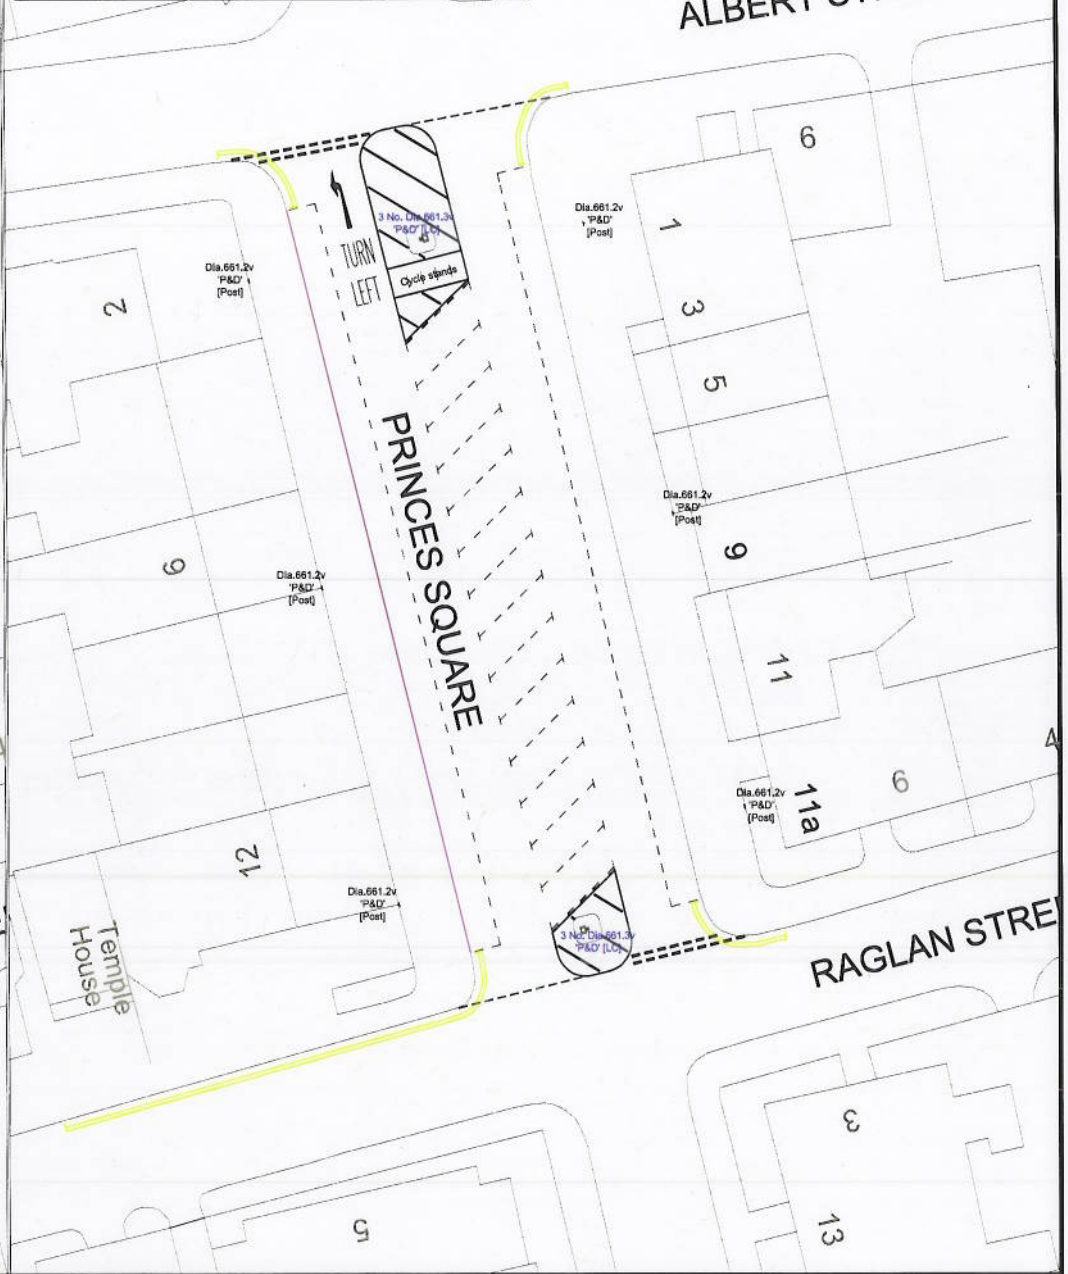 ALBERT
6
1
Dia.661.2v
'P&D'
[Post]
3 No. Dia.661.3v
'P&D' [LC]
TURN
LEFT
Cycle stands
Dia.661.2v
'P&D'
[Post]
2
3
5
PRINCES SQUARE
Dia.661.2v
'P&D'
[Post]
9
9
Dia.661.2v
'P&D'
[Post]
11
4
6
Dia.661.2v
'P&D'
[Post]
11a
12
Dia.661.2v
'P&D'
[Post]
3 No. Dia.661.3v
'P&D' [LC]
RAGLAN STREE
Temple
House
3
13
5